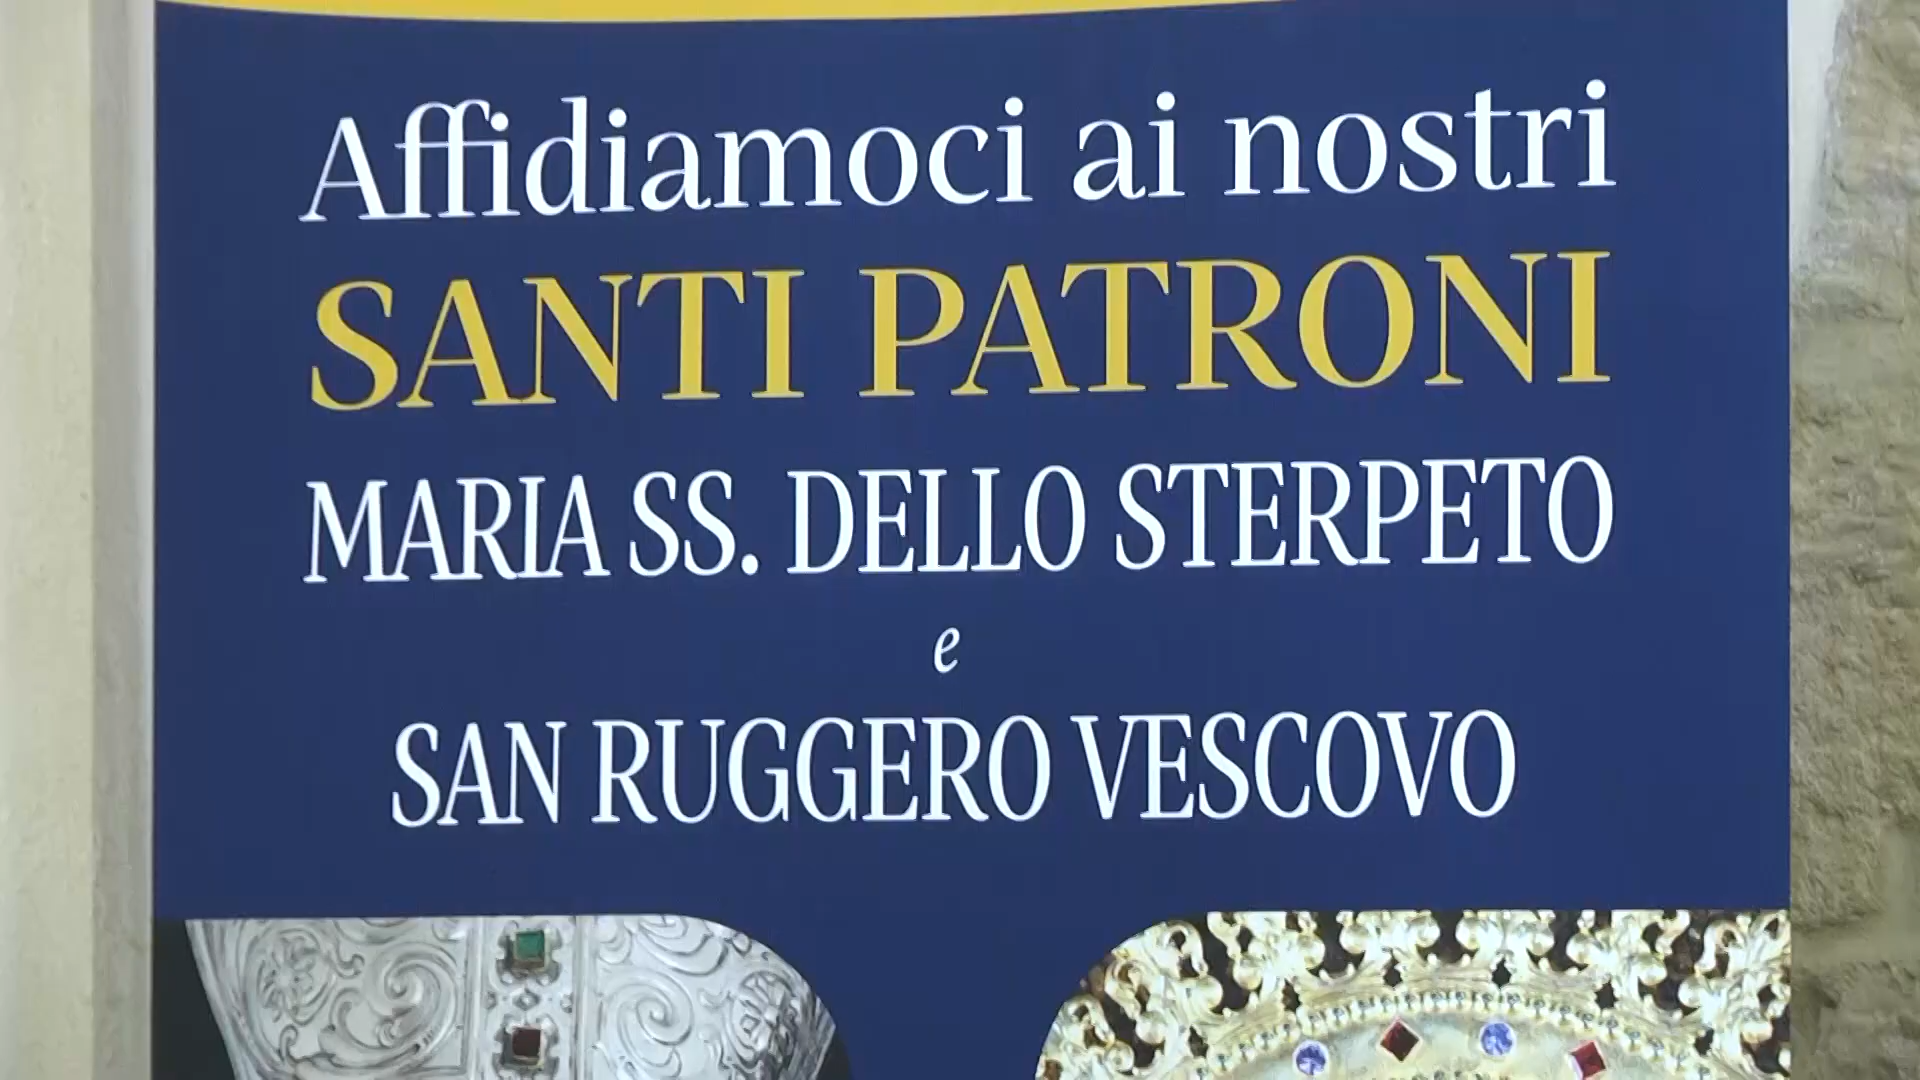 Affidiamoci ai nostri
SANTI PATRONI
MARIA SS. DELLO STERPETO
e
SAN RUGGERO VESCOVO